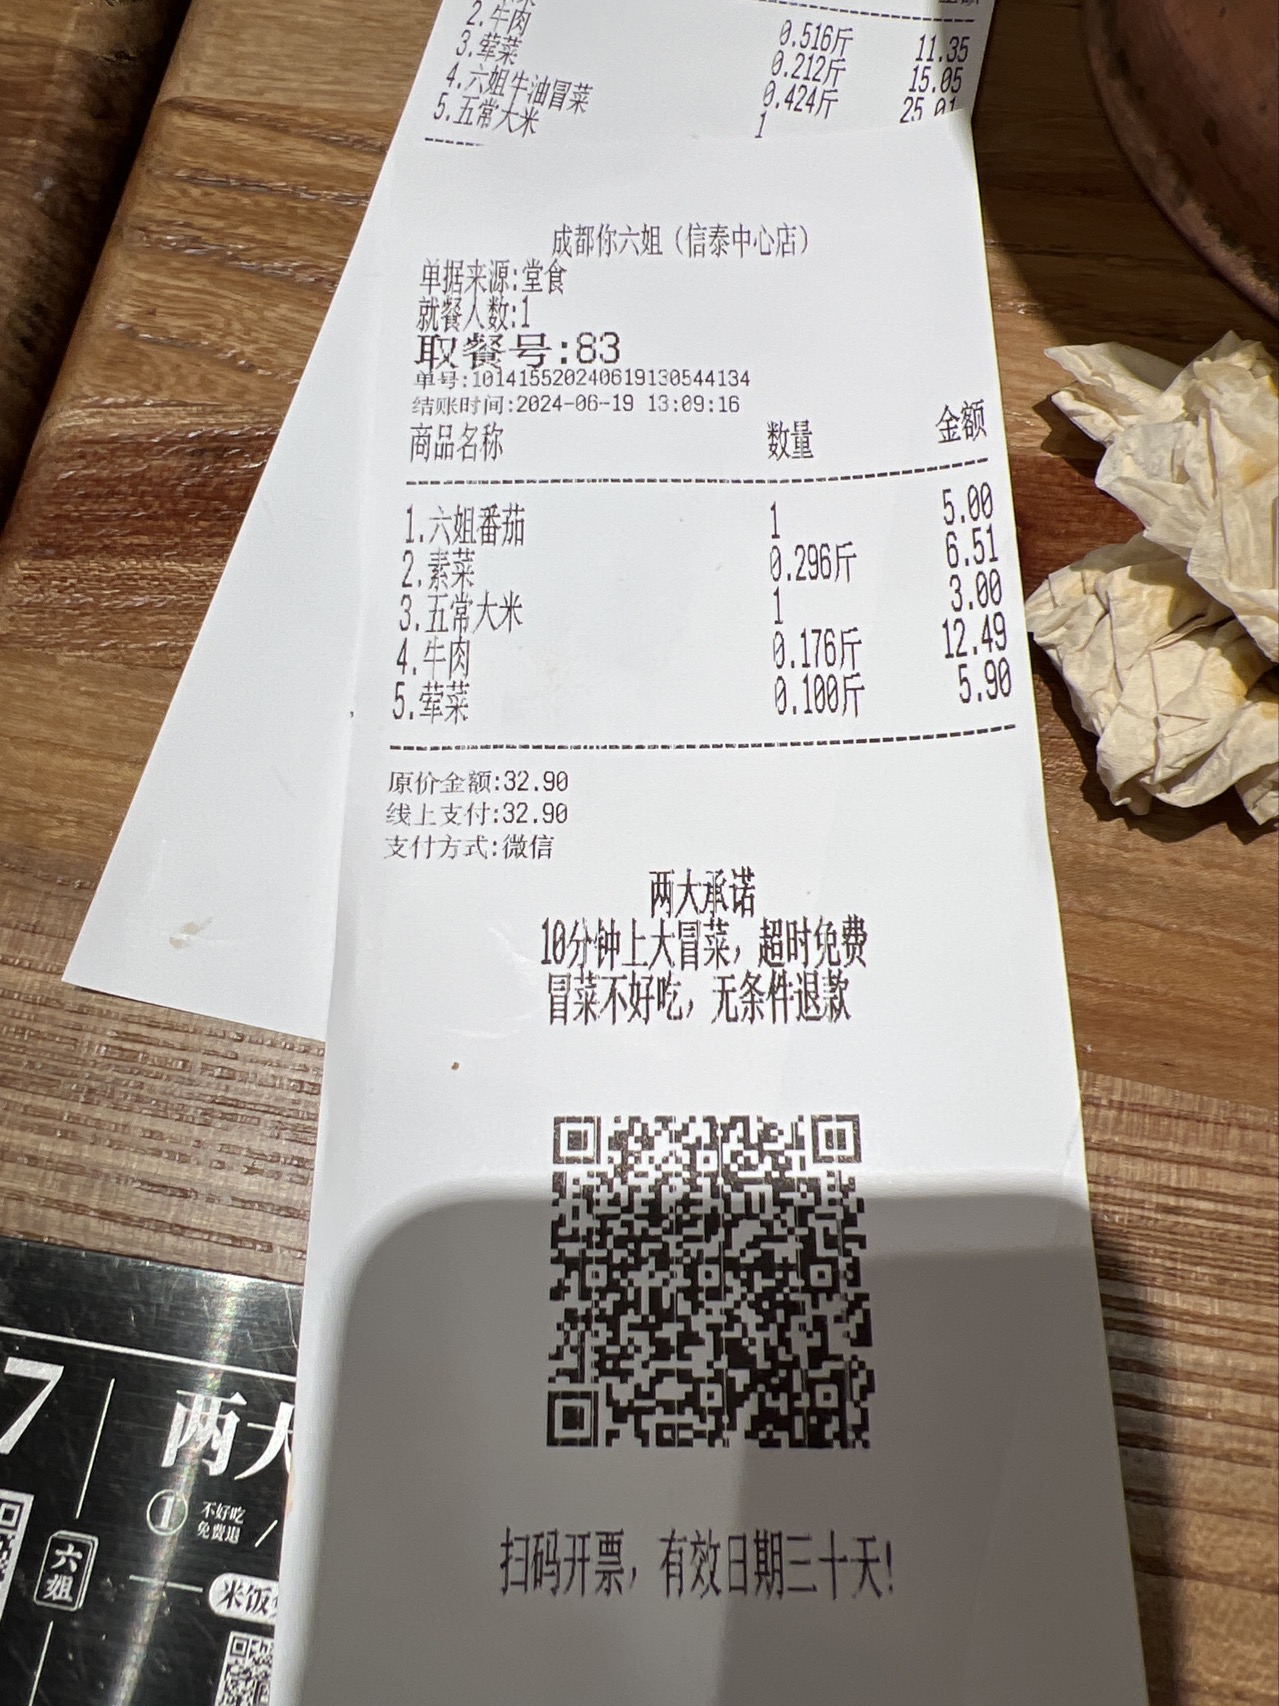 2.牛肉 0.516斤 11.35
3.荤菜 0.212斤 15.05
4.六姐牛油冒菜 0.424斤 25.01
5.五常大米 1
成都你六姐（信泰中心店）
单据来源:堂食
就餐人数:1
取餐号:83
单号:10141552024061913054​4134
结账时间:2024-06-19 13:09:16
商品名称 数量 金额
1.六姐番茄 1 5.00
2.素菜 0.296斤 6.51
3.五常大米 1 3.00
4.牛肉 0.176斤 12.49
5.荤菜 0.100斤 5.90
原价金额:32.90
线上支付:32.90
支付方式:微信
两大承诺
10分钟上大冒菜，超时免费
冒菜不好吃，无条件退款
扫码开票，有效日期三十天!
7
两大
1 不好吃
免费退 /
六姐
米饭